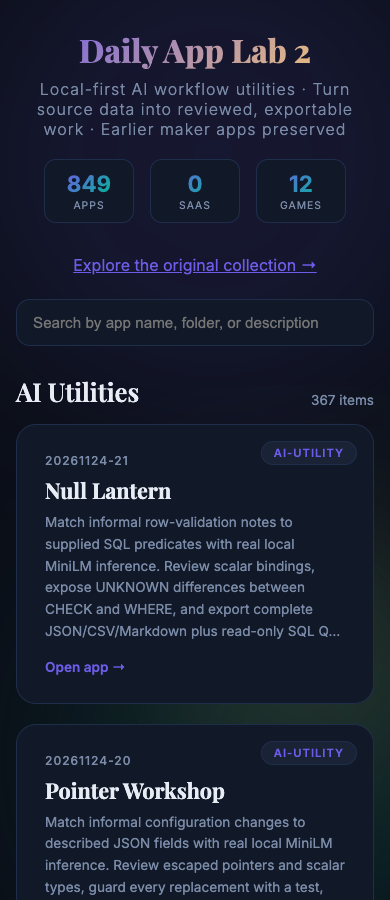 Daily App Lab 2
Local-first AI workflow utilities · Turn
source data into reviewed, exportable
work · Earlier maker apps preserved
849
APPS
0
SAAS
12
GAMES
Explore the original collection →
Search by app name, folder, or description
AI Utilities
367 items
20261124-21
AI-UTILITY
Null Lantern
Match informal row-validation notes to
supplied SQL predicates with real local
MiniLM inference. Review scalar bindings,
expose UNKNOWN differences between
CHECK and WHERE, and export complete
JSON/CSV/Markdown plus read-only SQL Q...
Open app →
20261124-20
AI-UTILITY
Pointer Workshop
Match informal configuration changes to
described JSON fields with real local MiniLM
inference. Review escaped pointers and scalar
types, guard every replacement with a test,